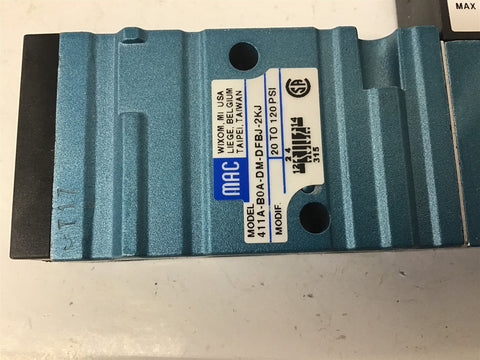 MAC
WIXOM, MI USA
LIEGE, BELGIUM
TAIPEI, TAIWAN
MODEL
411A-B0A-DM-DFBJ-2KJ
20 TO 120 PSI
MODIF.
24
315
MAX